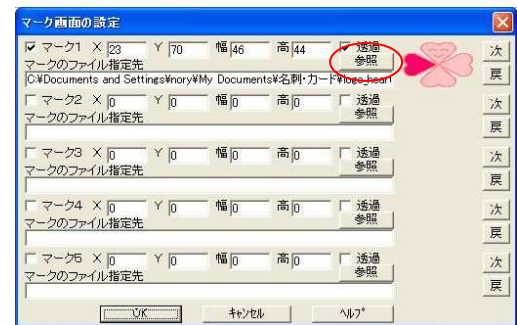 マーク画面の設定
マーク1 X 23 Y 70 幅 46 高 44 透過 次
マークのファイル指定先 参照 戻
C:¥Documents and Settings¥nory¥My Documents¥名刺・カード¥logo_heart
マーク2 X 0 Y 0 幅 0 高 0 透過 次
マークのファイル指定先 参照 戻
マーク3 X 0 Y 0 幅 0 高 0 透過 次
マークのファイル指定先 参照 戻
マーク4 X 0 Y 0 幅 0 高 0 透過 次
マークのファイル指定先 参照 戻
マーク5 X 0 Y 0 幅 0 高 0 透過 次
マークのファイル指定先 参照 戻
OK キャンセル ヘルプ